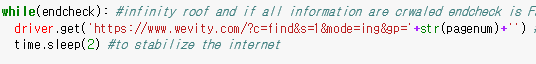 while(endcheck): #infinity roof and if all information are crwaled endcheck is Fa
driver.get('https://www.wevity.com/?c=find&s=1&mode=ing&gp='+str(pagenum)+'') #
time.sleep(2) #to stabilize the internet